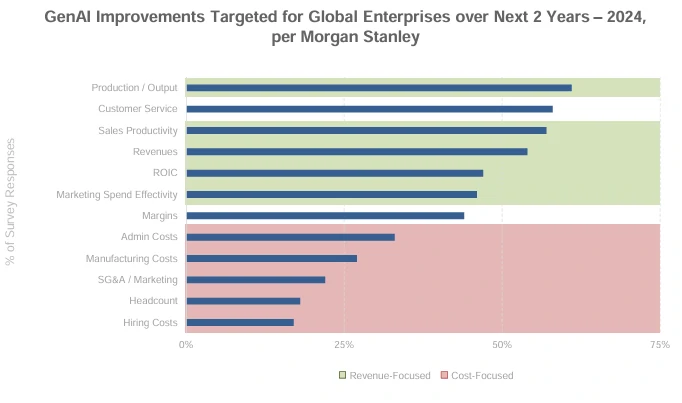 GenAI Improvements Targeted for Global Enterprises over Next 2 Years – 2024,
per Morgan Stanley
% of Survey Responses
Production / Output
Customer Service
Sales Productivity
Revenues
ROIC
Marketing Spend Effectivity
Margins
Admin Costs
Manufacturing Costs
SG&A / Marketing
Headcount
Hiring Costs
0% 25% 50% 75%
Revenue-Focused Cost-Focused